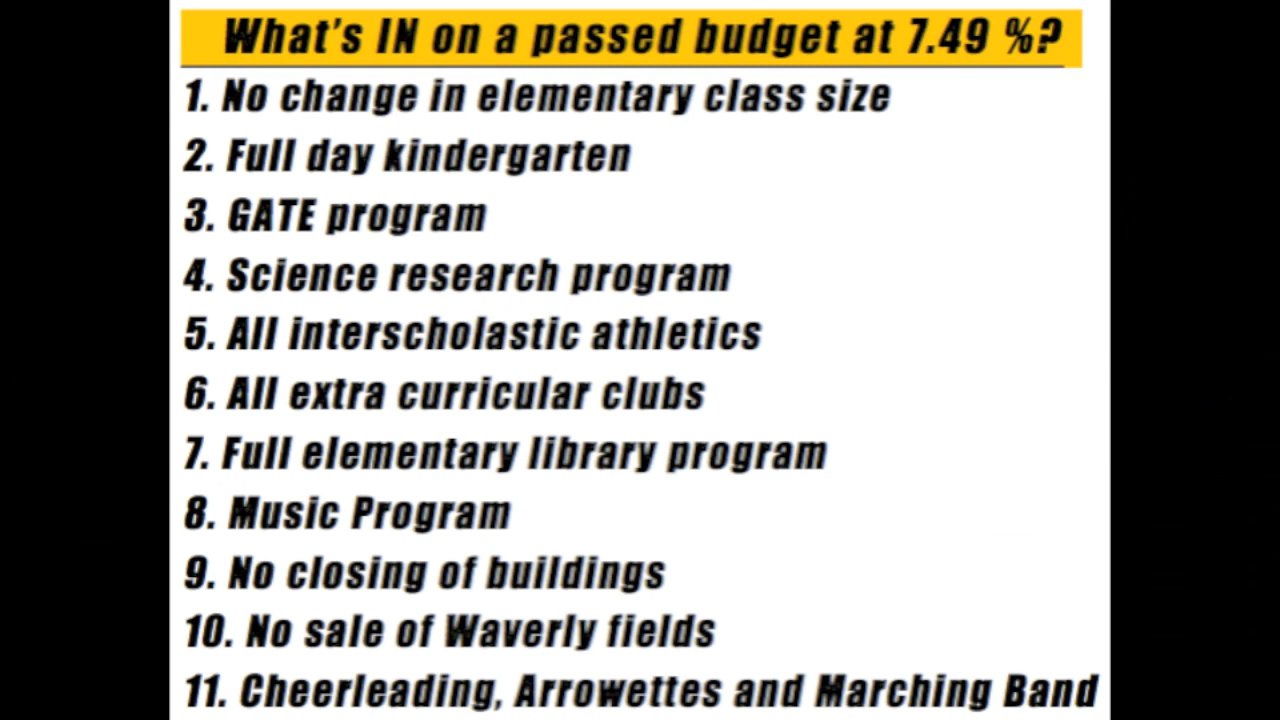 What's IN on a passed budget at 7.49 %?
1. No change in elementary class size
2. Full day kindergarten
3. GATE program
4. Science research program
5. All interscholastic athletics
6. All extra curricular clubs
7. Full elementary library program
8. Music Program
9. No closing of buildings
10. No sale of Waverly fields
11. Cheerleading, Arrowettes and Marching Band